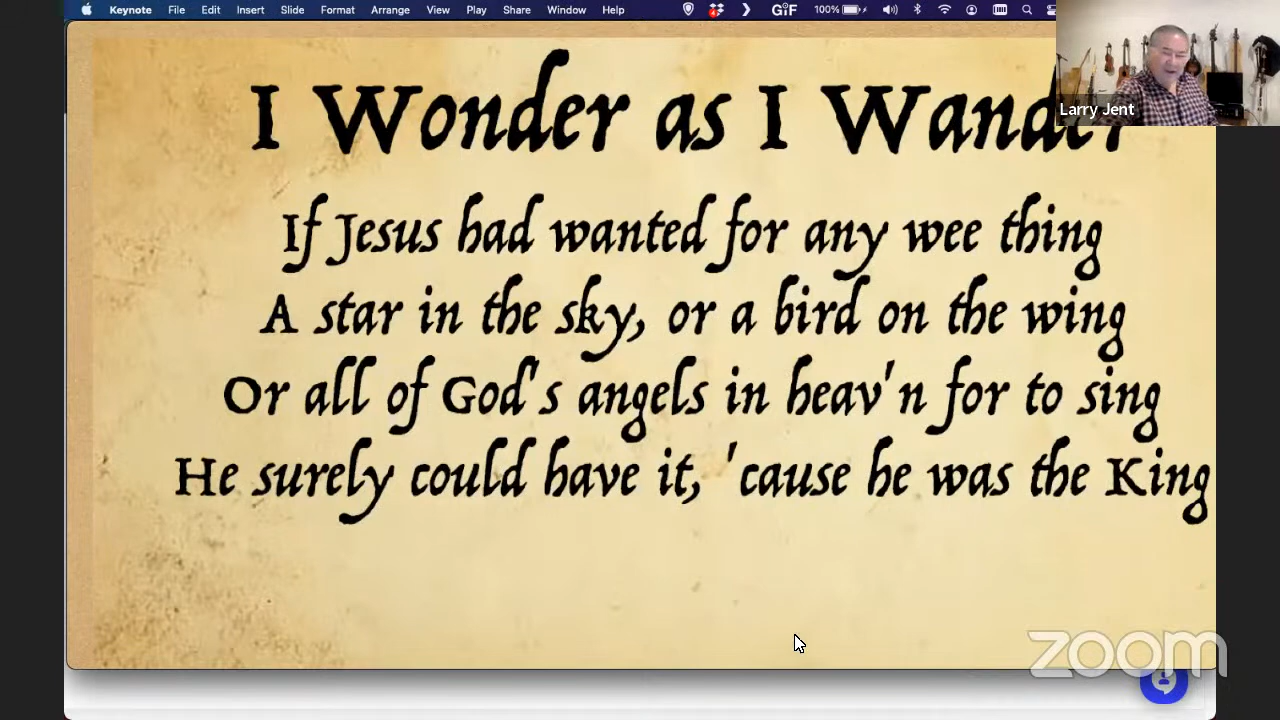 Keynote File Edit Insert Slide Format Arrange View Play Share Window Help GIF 100%
Larry Jent
I Wonder as I Wander
If Jesus had wanted for any wee thing
A star in the sky, or a bird on the wing
Or all of God's angels in heav'n for to sing
He surely could have it, 'cause he was the King
zoom